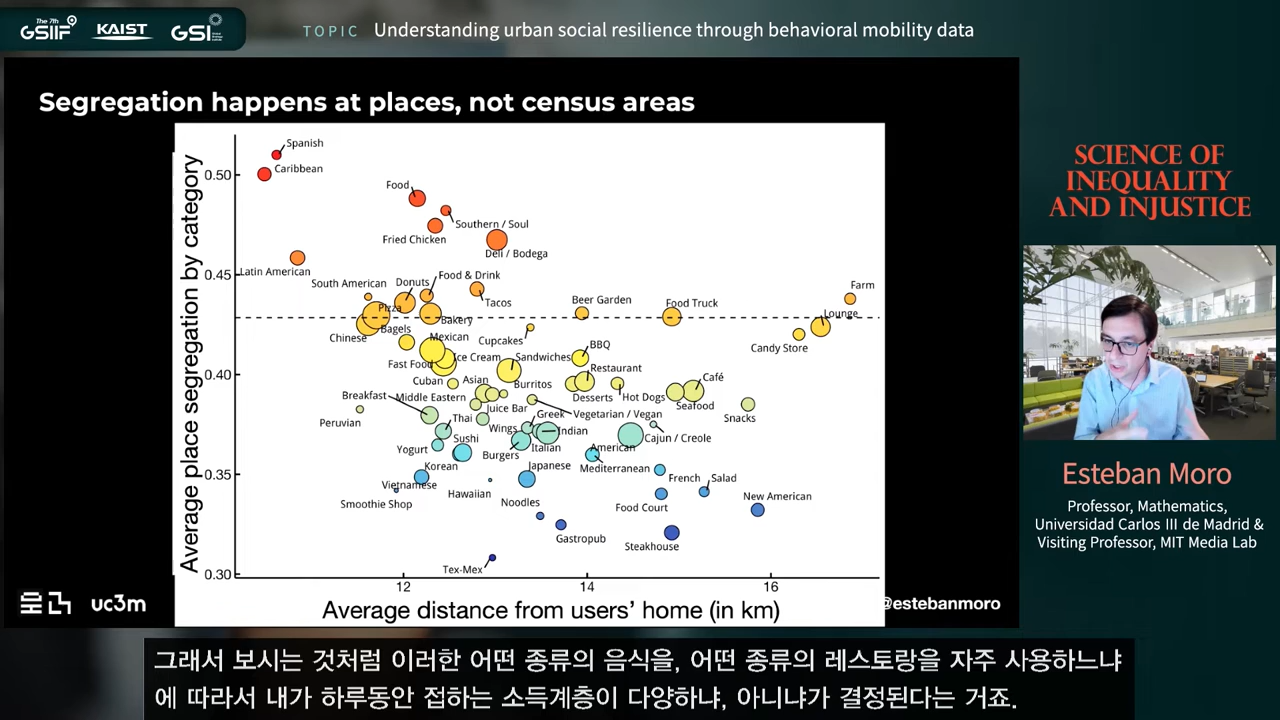 The 7th
GSIIF
KAIST
GSI
TOPIC
Understanding urban social resilience through behavioral mobility data
Segregation happens at places, not census areas
Average place segregation by category
0.50
0.45
0.40
0.35
0.30
Spanish
Caribbean
Food
Southern / Soul
Fried Chicken
Deli / Bodega
Latin American
Food & Drink
South American
Donuts
Tacos
Farm
Beer Garden
Food Truck
Pizza
Lounge
Bakery
Bagels
Chinese
Mexican
Cupcakes
Candy Store
BBQ
Ice Cream
Sandwiches
Fast Food
Restaurant
Cuban
Asian
Burritos
Café
Breakfast
Middle Eastern
Desserts
Hot Dogs
Seafood
Juice Bar
Greek
Vegetarian / Vegan
Snacks
Peruvian
Thai
Wings
Indian
Cajun / Creole
Sushi
Yogurt
Italian
American
Burgers
Korean
Japanese
Mediterranean
Vietnamese
French
Salad
Hawaiian
Smoothie Shop
Noodles
Food Court
New American
Gastropub
Steakhouse
Tex-Mex
12
14
16
Average distance from users’ home (in km)
uc3m
@estebanmoro
SCIENCE OF
INEQUALITY
AND INJUSTICE
Esteban Moro
Professor, Mathematics,
Universidad Carlos III de Madrid &
Visiting Professor, MIT Media Lab
그래서 보시는 것처럼 이러한 어떤 종류의 음식을, 어떤 종류의 레스토랑을 자주 사용하느냐
에 따라서 내가 하루동안 접하는 소득계층이 다양하냐, 아니냐가 결정된다는 거죠.